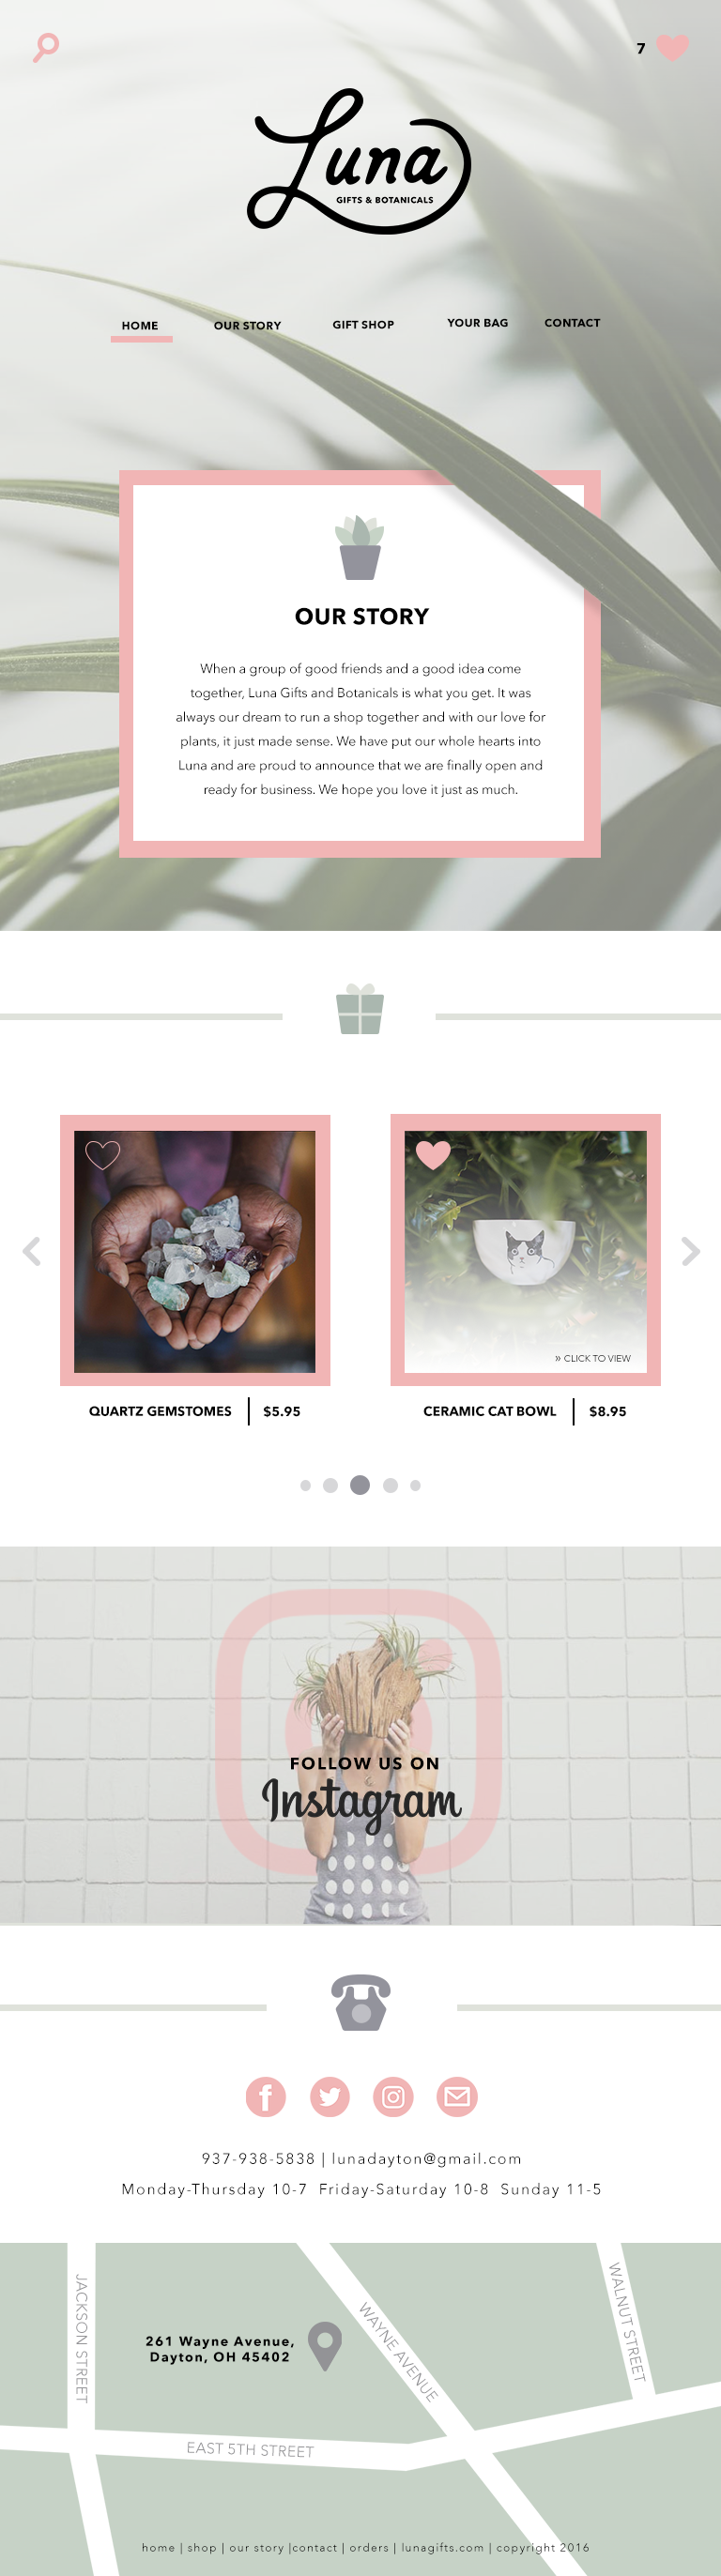 7
Luna
GIFTS & BOTANICALS
HOME OUR STORY GIFT SHOP YOUR BAG CONTACT
OUR STORY
When a group of good friends and a good idea come
together, Luna Gifts and Botanicals is what you get. It was
always our dream to run a shop together and with our love for
plants, it just made sense. We have put our whole hearts into
Luna and are proud to announce that we are finally open and
ready for business. We hope you love it just as much.
» CLICK TO VIEW
QUARTZ GEMSTOMES | $5.95
CERAMIC CAT BOWL | $8.95
FOLLOW US ON
Instagram
937-938-5838 | lunadayton@gmail.com
Monday-Thursday 10-7 Friday-Saturday 10-8 Sunday 11-5
JACKSON STREET
261 Wayne Avenue,
Dayton, OH 45402
WAYNE AVENUE
WALNUT STREET
EAST 5TH STREET
home | shop | our story |contact | orders | lunagifts.com | copyright 2016